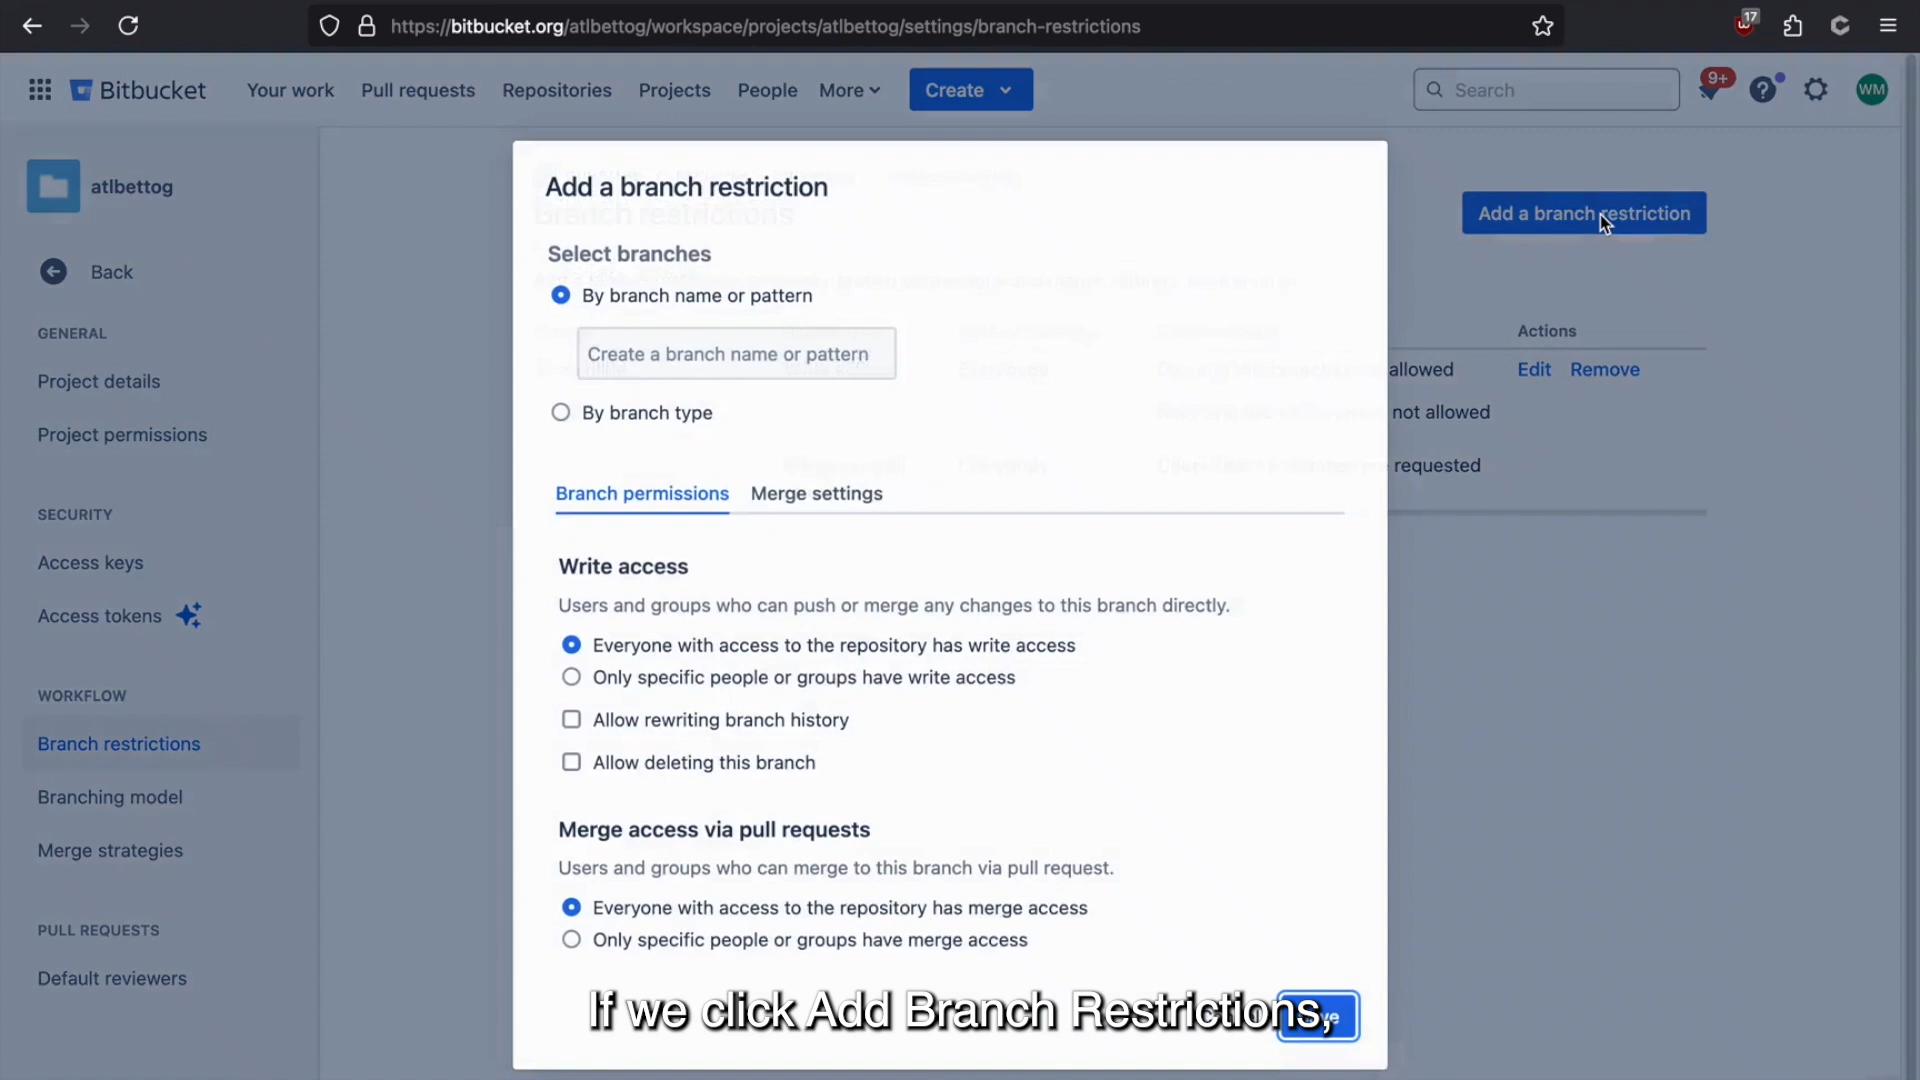 https://bitbucket.org/atlbettog/workspace/projects/atlbettog/settings/branch-restrictions
17
Bitbucket
Your work
Pull requests
Repositories
Projects
People
More
Create
Search
9+
WM
atlbettog
Back
GENERAL
Project details
Project permissions
SECURITY
Access keys
Access tokens
WORKFLOW
Branch restrictions
Branching model
Merge strategies
PULL REQUESTS
Default reviewers
Branch restrictions
Add a branch restriction
Actions
allowed
Edit
Remove
not allowed
requested
Add a branch restriction
Select branches
By branch name or pattern
Create a branch name or pattern
By branch type
Branch permissions
Merge settings
Write access
Users and groups who can push or merge any changes to this branch directly.
Everyone with access to the repository has write access
Only specific people or groups have write access
Allow rewriting branch history
Allow deleting this branch
Merge access via pull requests
Users and groups who can merge to this branch via pull request.
Everyone with access to the repository has merge access
Only specific people or groups have merge access
If we click Add Branch Restrictions,